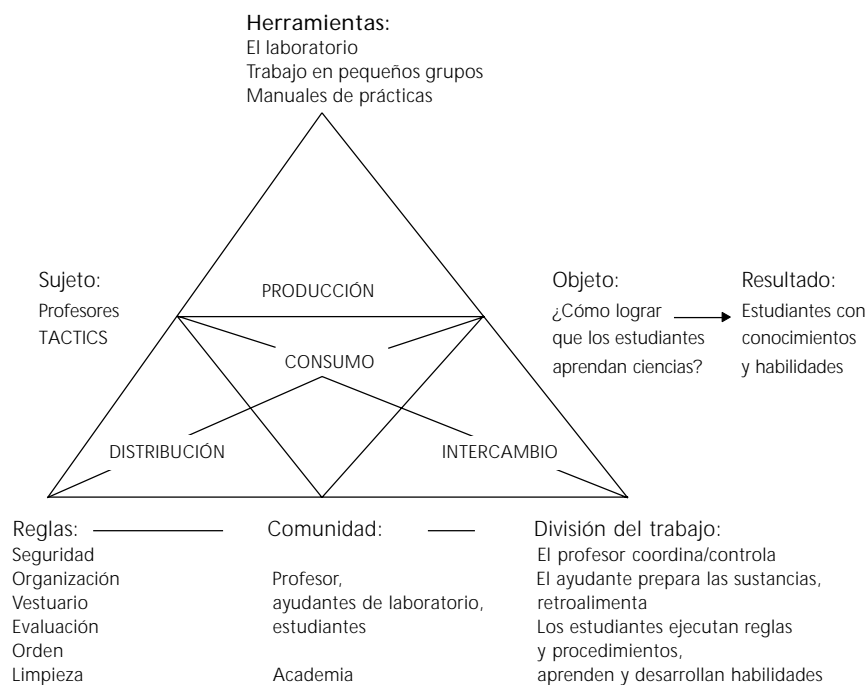 Herramientas:
El laboratorio
Trabajo en pequeños grupos
Manuales de prácticas
Sujeto:
Profesores
TACTICS
PRODUCCIÓN
CONSUMO
DISTRIBUCIÓN
INTERCAMBIO
Objeto:
¿Cómo lograr
que los estudiantes
aprendan ciencias?
Resultado:
Estudiantes con
conocimientos
y habilidades
Reglas:
Seguridad
Organización
Vestuario
Evaluación
Orden
Limpieza
Comunidad:
Profesor,
ayudantes de laboratorio,
estudiantes
Academia
División del trabajo:
El profesor coordina/controla
El ayudante prepara las sustancias,
retroalimenta
Los estudiantes ejecutan reglas
y procedimientos,
aprenden y desarrollan habilidades